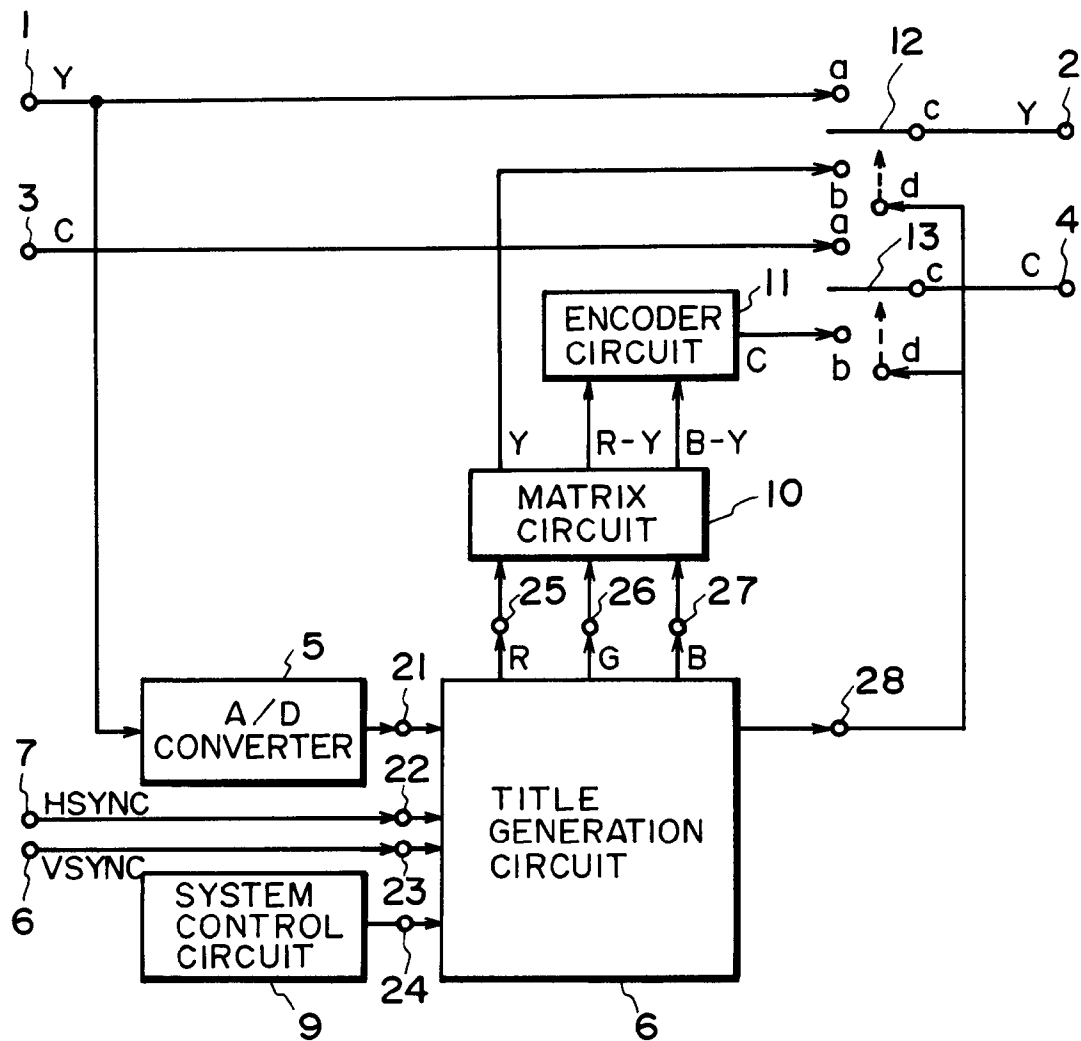 1
Y
a
12
c
Y
2
b
d
3
C
a
13
c
C
4
11
ENCODER
CIRCUIT
C
b
d
Y
R-Y
B-Y
MATRIX
CIRCUIT
10
25
26
27
R
G
B
5
A/D
CONVERTER
21
28
7
HSYNC
22
TITLE
GENERATION
CIRCUIT
VSYNC
6
23
SYSTEM
CONTROL
CIRCUIT
24
9
6